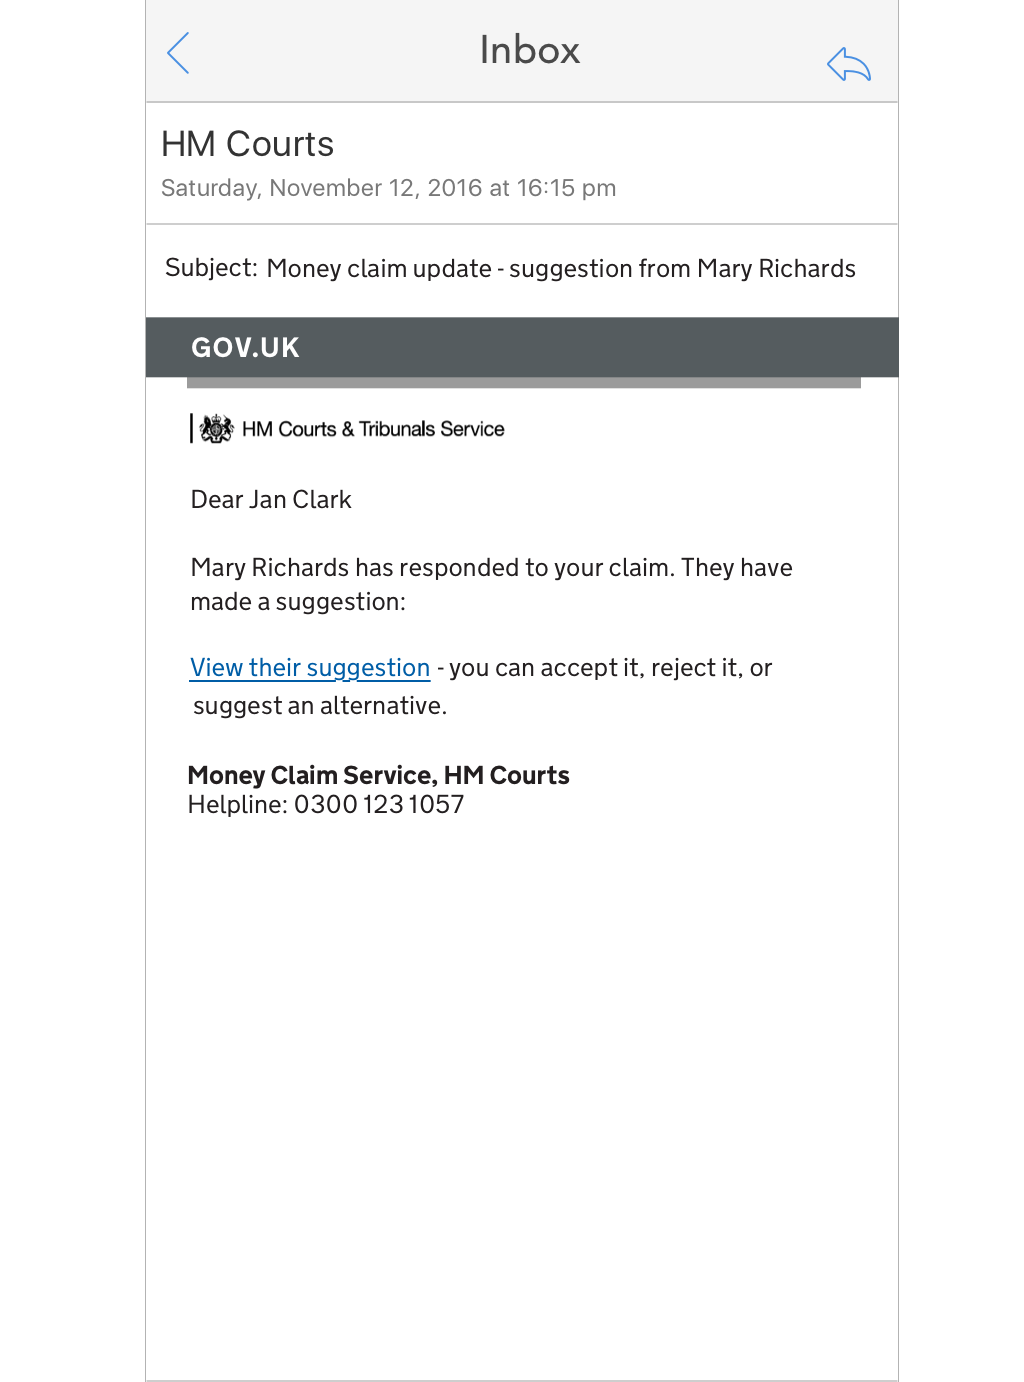 Inbox
HM Courts
Saturday, November 12, 2016 at 16:15 pm
Subject: Money claim update - suggestion from Mary Richards
GOV.UK
HM Courts & Tribunals Service
Dear Jan Clark
Mary Richards has responded to your claim. They have
made a suggestion:
View their suggestion - you can accept it, reject it, or
suggest an alternative.
Money Claim Service, HM Courts
Helpline: 0300 123 1057